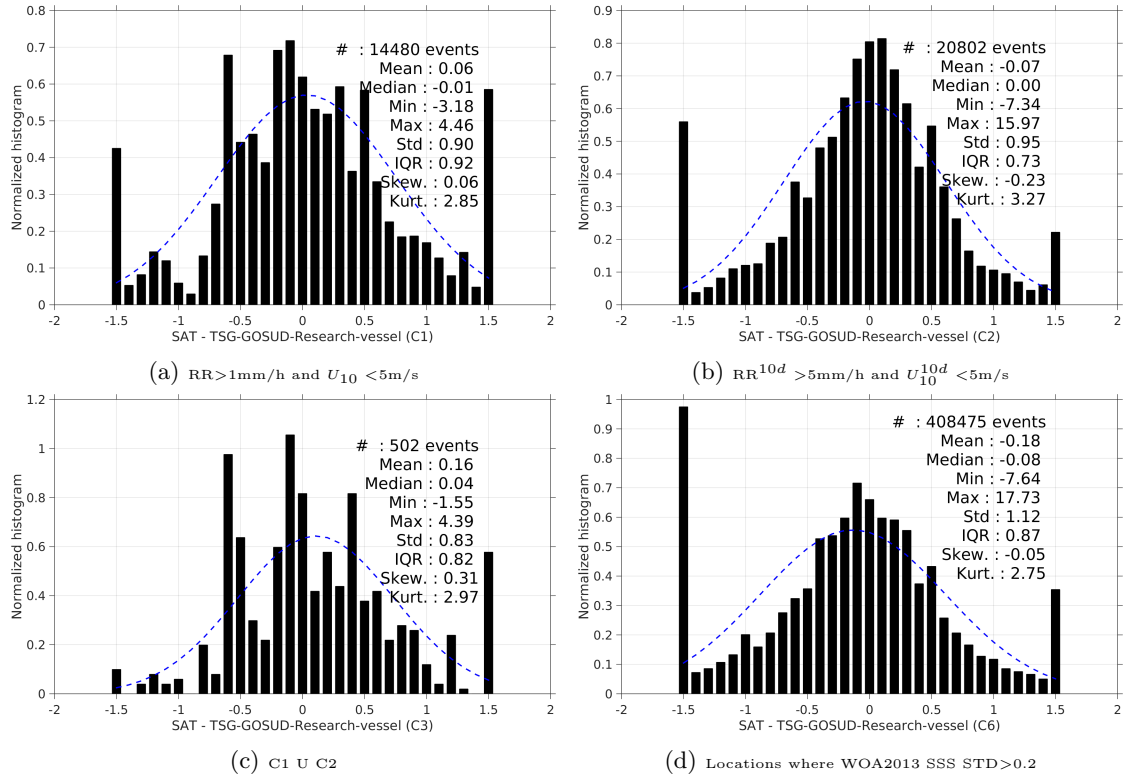 0.8
0.7
0.6
0.5
0.4
0.3
0.2
0.1
0
Normalized histogram
# : 14480 events
Mean : 0.06
Median : -0.01
Min : -3.18
Max : 4.46
Std : 0.90
IQR : 0.92
Skew. : 0.06
Kurt. : 2.85
-2 -1.5 -1 -0.5 0 0.5 1 1.5 2
SAT - TSG-GOSUD-Research-vessel (C1)
(a) RR>1mm/h and U10 <5m/s
0.9
0.8
0.7
0.6
0.5
0.4
0.3
0.2
0.1
0
Normalized histogram
# : 20802 events
Mean : -0.07
Median : 0.00
Min : -7.34
Max : 15.97
Std : 0.95
IQR : 0.73
Skew. : -0.23
Kurt. : 3.27
-2 -1.5 -1 -0.5 0 0.5 1 1.5 2
SAT - TSG-GOSUD-Research-vessel (C2)
(b) RR10d >5mm/h and U10d10 <5m/s
1.2
1
0.8
0.6
0.4
0.2
0
Normalized histogram
# : 502 events
Mean : 0.16
Median : 0.04
Min : -1.55
Max : 4.39
Std : 0.83
IQR : 0.82
Skew. : 0.31
Kurt. : 2.97
-2 -1.5 -1 -0.5 0 0.5 1 1.5 2
SAT - TSG-GOSUD-Research-vessel (C3)
(c) C1 U C2
1
0.9
0.8
0.7
0.6
0.5
0.4
0.3
0.2
0.1
0
Normalized histogram
# : 408475 events
Mean : -0.18
Median : -0.08
Min : -7.64
Max : 17.73
Std : 1.12
IQR : 0.87
Skew. : -0.05
Kurt. : 2.75
-2 -1.5 -1 -0.5 0 0.5 1 1.5 2
SAT - TSG-GOSUD-Research-vessel (C6)
(d) Locations where WOA2013 SSS STD>0.2